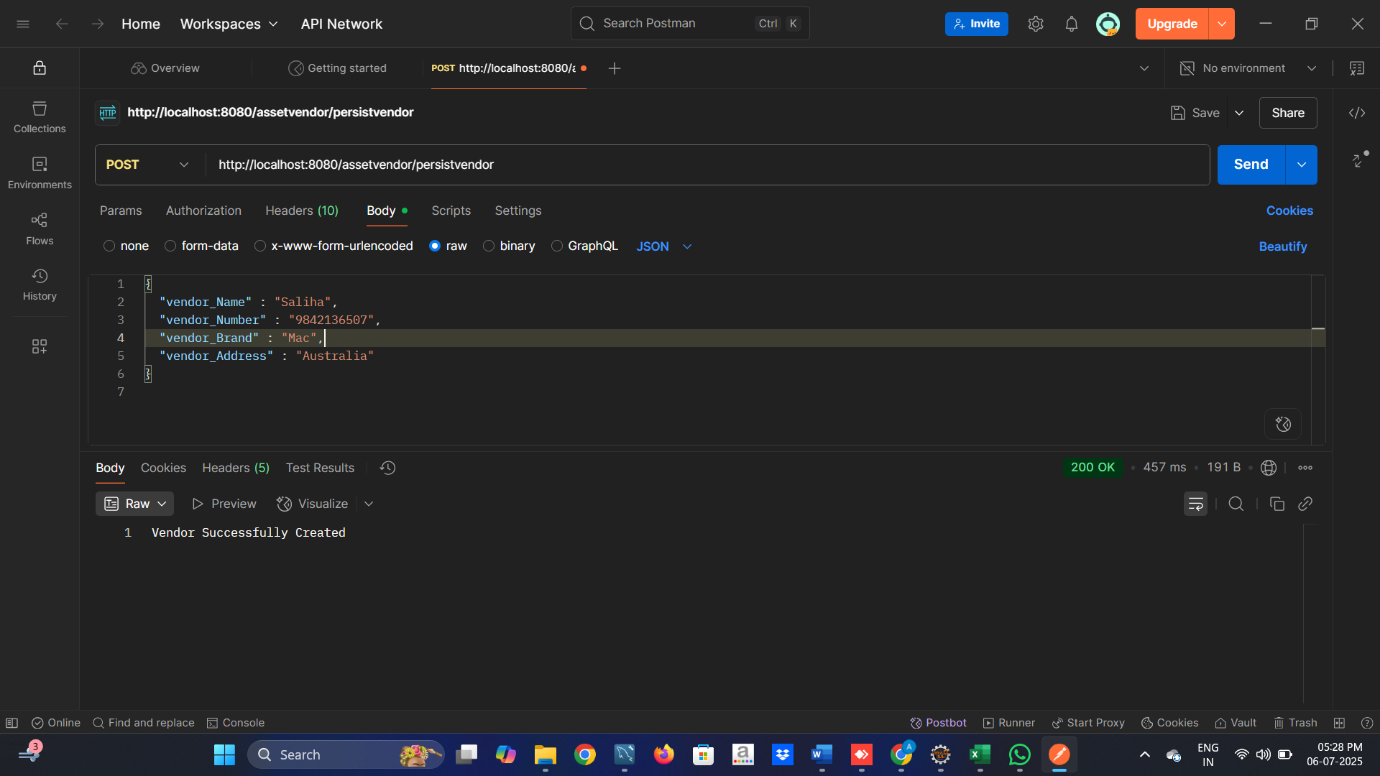 Home Workspaces API Network Search Postman Ctrl K Invite Upgrade
Overview Getting started POST http://localhost:8080/a No environment
HTTP http://localhost:8080/assetvendor/persistvendor Save Share
Collections
Environments
Flows
History
POST http://localhost:8080/assetvendor/persistvendor Send
Params Authorization Headers (10) Body Scripts Settings Cookies
none form-data x-www-form-urlencoded raw binary GraphQL JSON Beautify
1 {
2 "vendor_Name" : "Saliha",
3 "vendor_Number" : "9842136507",
4 "vendor_Brand" : "Mac",
5 "vendor_Address" : "Australia"
6 }
7
Body Cookies Headers (5) Test Results 200 OK • 457 ms • 191 B
Raw Preview Visualize
1 Vendor Successfully Created
Online Find and replace Console Postbot Runner Start Proxy Cookies Vault Trash
3 Search a A ENG 05:28 PM
IN 06-07-2025